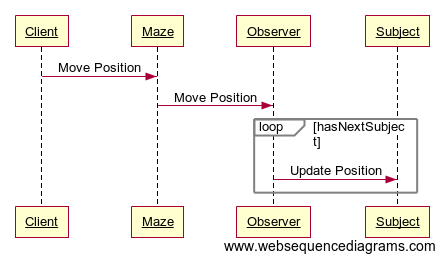 Client Maze Observer Subject
Move Position
Move Position
loop [hasNextSubjec
t]
Update Position
Client Maze Observer Subject
www.websequencediagrams.com